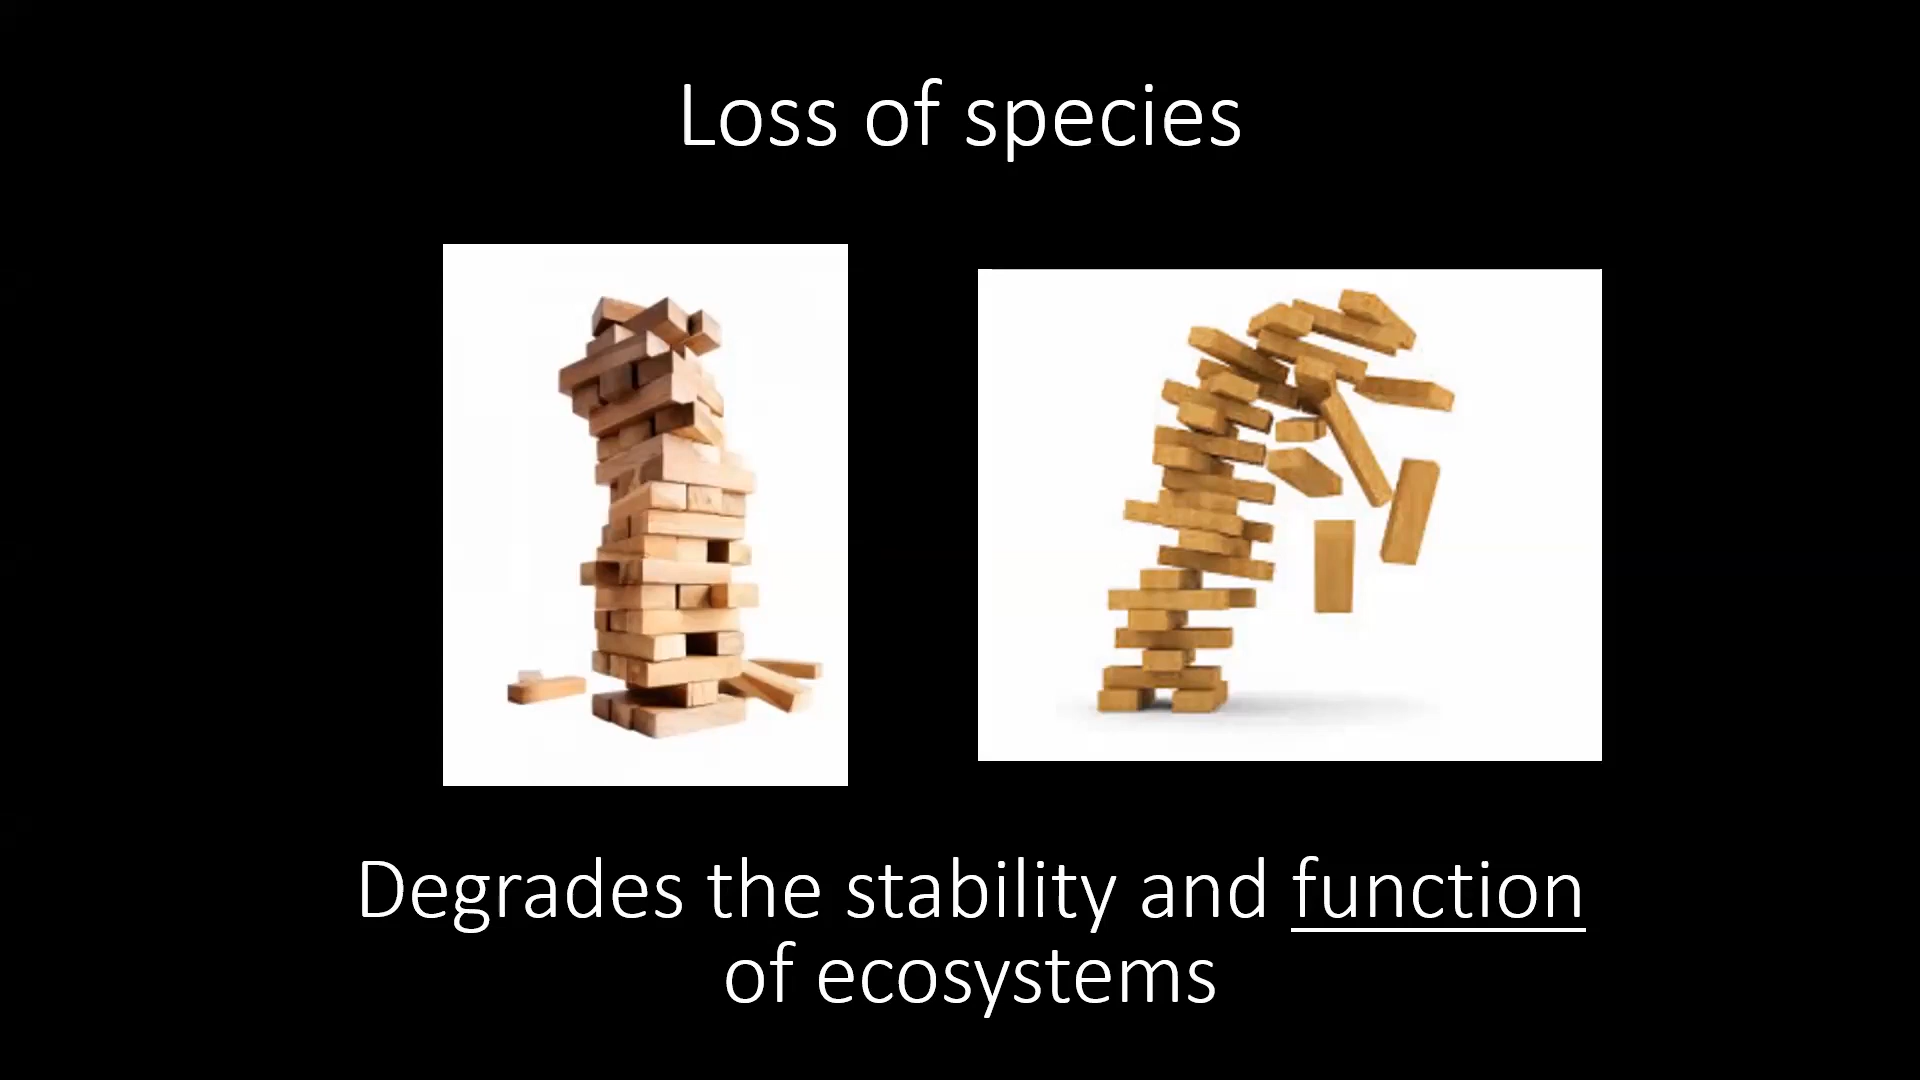 Loss of species
Degrades the stability and function
of ecosystems